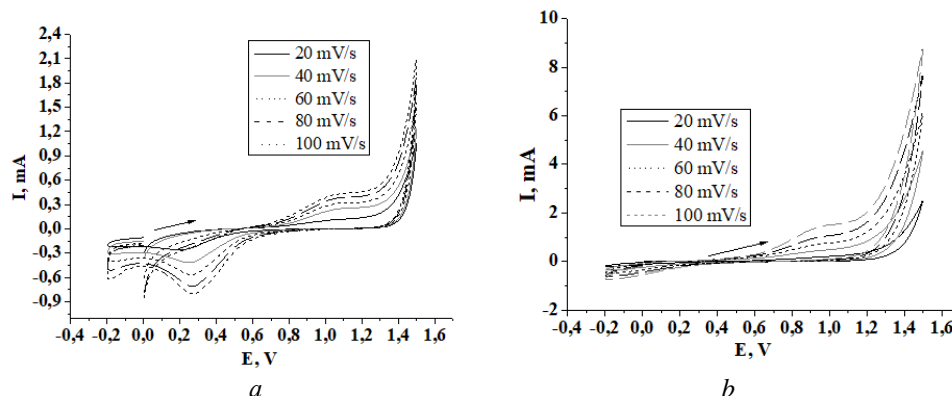 2,4
2,1
1,8
1,5
1,2
0,9
0,6
0,3
0,0
-0,3
-0,6
-0,9
I, mA
20 mV/s
40 mV/s
60 mV/s
80 mV/s
100 mV/s
-0,4 -0,2 0,0 0,2 0,4 0,6 0,8 1,0 1,2 1,4 1,6
E, V
a
10
8
6
4
2
0
-2
I, mA
20 mV/s
40 mV/s
60 mV/s
80 mV/s
100 mV/s
-0,4 -0,2 0,0 0,2 0,4 0,6 0,8 1,0 1,2 1,4 1,6
E, V
b